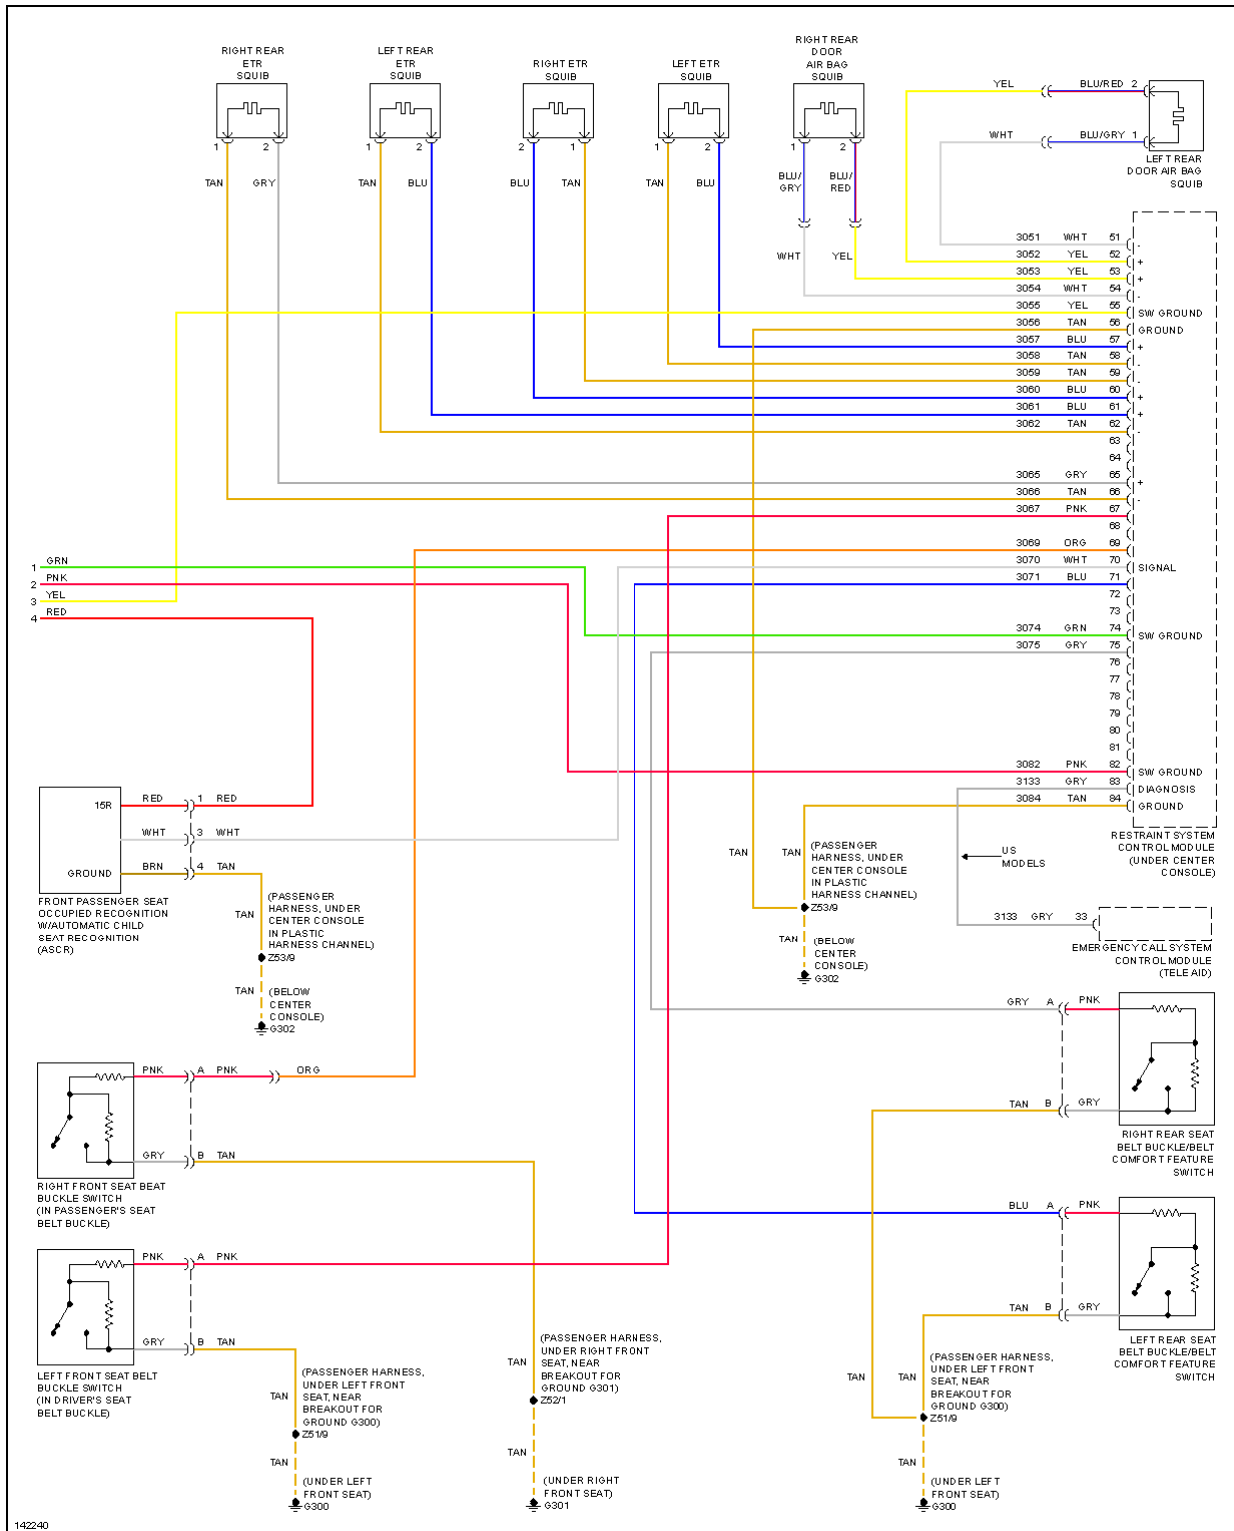 RIGHT REAR
ETR
SQUIB
LEFT REAR
ETR
SQUIB
RIGHT ETR
SQUIB
LEFT ETR
SQUIB
RIGHT REAR
DOOR
AIR BAG
SQUIB
YEL BLU/RED 2
WHT BLU/GRY 1
LEFT REAR
DOOR AIR BAG
SQUIB
1 2
1 2
2 1
1 2
1 2
TAN GRY
TAN BLU
BLU TAN
TAN BLU
BLU/
GRY
BLU/
RED
WHT YEL
3051 WHT 51 -
3052 YEL 52 +
3053 YEL 53 +
3054 WHT 54 -
3055 YEL 55 SW GROUND
3056 TAN 56 GROUND
3057 BLU 57 +
3058 TAN 58 -
3059 TAN 59 -
3060 BLU 60 +
3061 BLU 61 +
3062 TAN 62 -
63
64
3065 GRY 65 +
3066 TAN 66 -
3067 PNK 67
68
3069 ORG 69
3070 WHT 70 SIGNAL
3071 BLU 71
72
73
3074 GRN 74 SW GROUND
3075 GRY 75
76
77
78
79
80
81
3082 PNK 82 SW GROUND
3133 GRY 83 DIAGNOSIS
3084 TAN 84 GROUND
RESTRAINT SYSTEM
CONTROL MODULE
(UNDER CENTER
CONSOLE)
1 GRN
2 PNK
3 YEL
4 RED
15R RED 1 RED
WHT 3 WHT
GROUND BRN 4 TAN
FRONT PASSENGER SEAT
OCCUPIED RECOGNITION
W/AUTOMATIC CHILD
SEAT RECOGNITION
(ASCR)
TAN
(PASSENGER
HARNESS, UNDER
CENTER CONSOLE
IN PLASTIC
HARNESS CHANNEL)
Z53/9
TAN
(BELOW
CENTER
CONSOLE)
G302
TAN TAN
(PASSENGER
HARNESS, UNDER
CENTER CONSOLE
IN PLASTIC
HARNESS CHANNEL)
Z53/9
TAN
(BELOW
CENTER
CONSOLE)
G302
US
MODELS
3133 GRY 33
EMERGENCY CALL SYSTEM
CONTROL MODULE
(TELE AID)
GRY A PNK
TAN B GRY
RIGHT REAR SEAT
BELT BUCKLE/BELT
COMFORT FEATURE
SWITCH
PNK A PNK ORG
GRY B TAN
RIGHT FRONT SEAT BEAT
BUCKLE SWITCH
(IN PASSENGER'S SEAT
BELT BUCKLE)
BLU A PNK
TAN B GRY
LEFT REAR SEAT
BELT BUCKLE/BELT
COMFORT FEATURE
SWITCH
PNK A PNK
GRY B TAN
LEFT FRONT SEAT BELT
BUCKLE SWITCH
(IN DRIVER'S SEAT
BELT BUCKLE)
TAN
(PASSENGER HARNESS,
UNDER LEFT FRONT
SEAT, NEAR
BREAKOUT FOR
GROUND G300)
Z51/9
TAN
(UNDER LEFT
FRONT SEAT)
G300
TAN
(PASSENGER HARNESS,
UNDER RIGHT FRONT
SEAT, NEAR
BREAKOUT FOR
GROUND G301)
Z52/1
TAN
(UNDER RIGHT
FRONT SEAT)
G301
TAN TAN
(PASSENGER HARNESS,
UNDER LEFT FRONT
SEAT, NEAR
BREAKOUT FOR
GROUND G300)
Z51/9
TAN
(UNDER LEFT
FRONT SEAT)
G300
142240